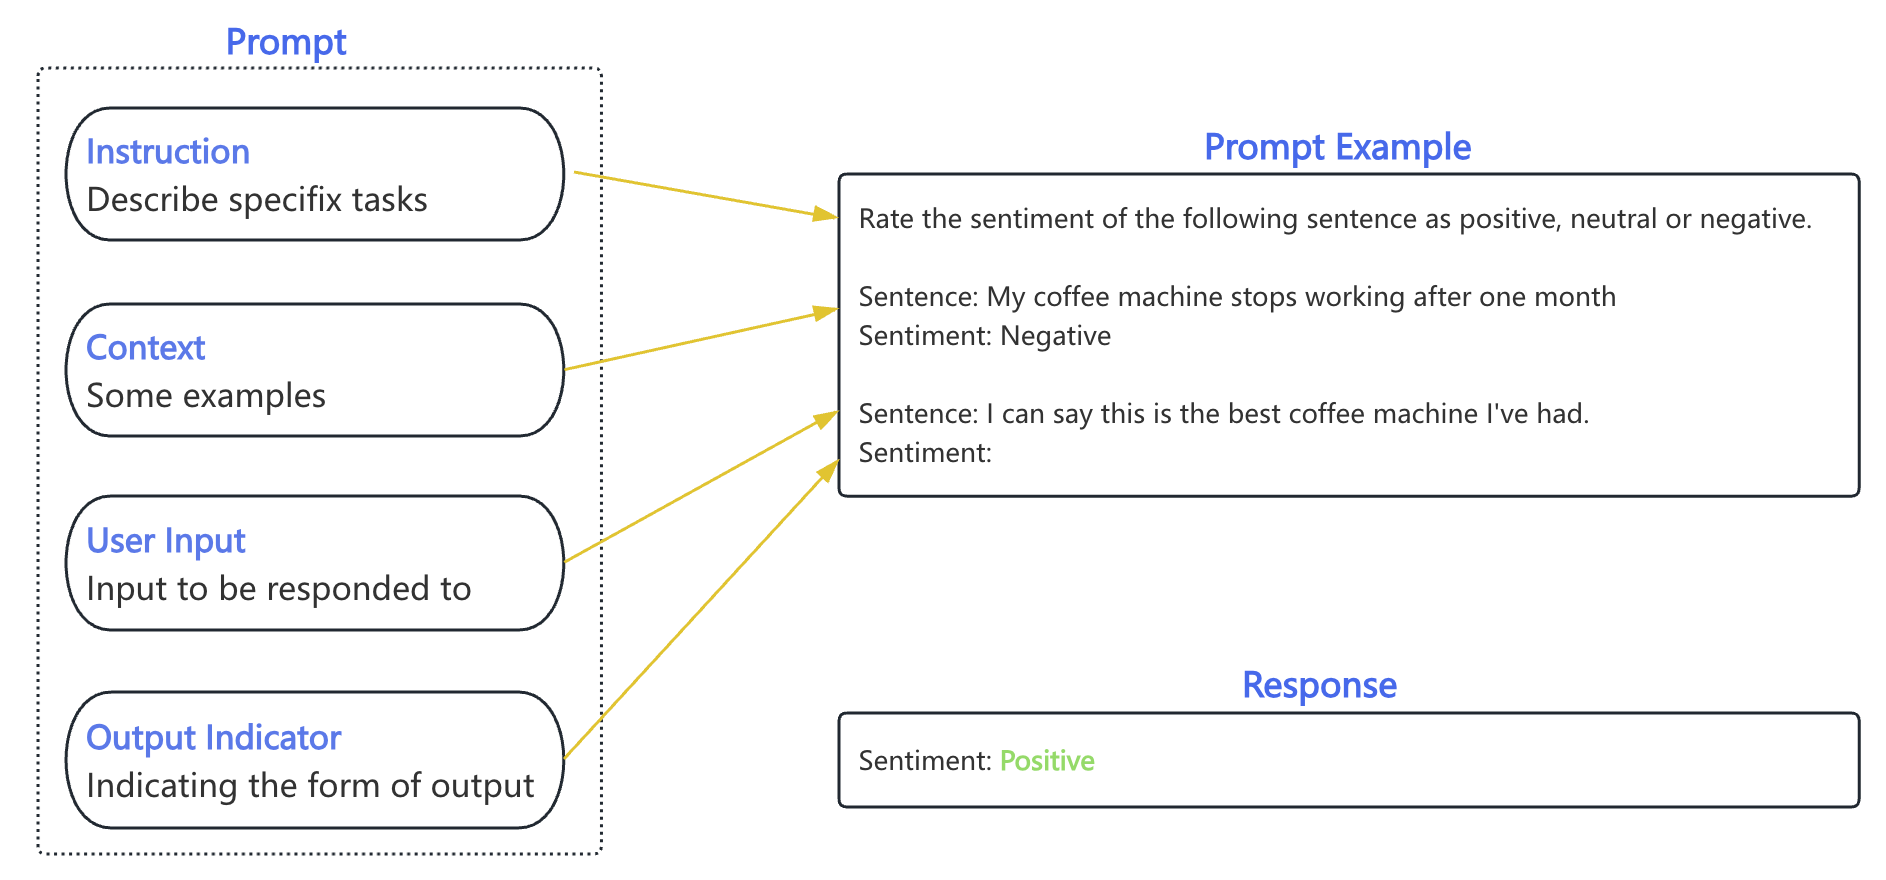 Prompt
Instruction
Describe specifix tasks
Context
Some examples
User Input
Input to be responded to
Output Indicator
Indicating the form of output
Prompt Example
Rate the sentiment of the following sentence as positive, neutral or negative.
Sentence: My coffee machine stops working after one month
Sentiment: Negative
Sentence: I can say this is the best coffee machine I've had.
Sentiment:
Response
Sentiment: Positive